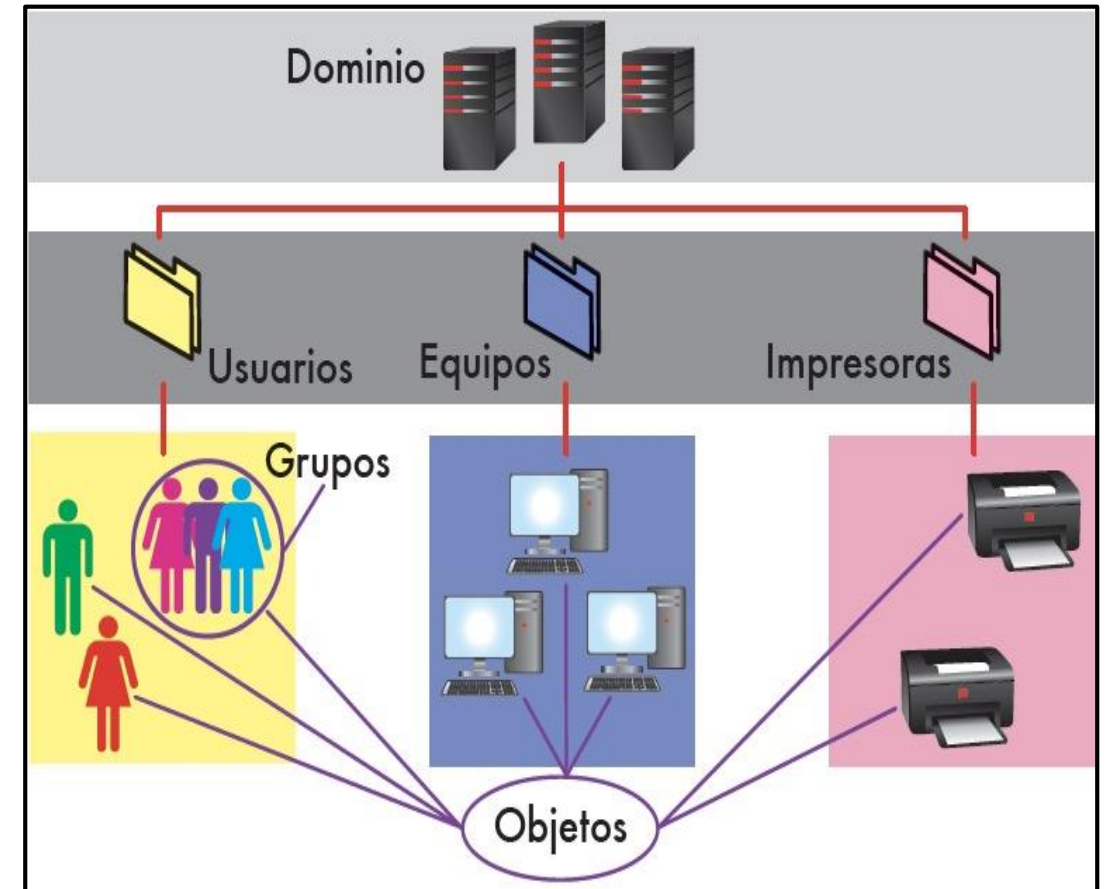 Dominio
Usuarios
Equipos
Impresoras
Grupos
Objetos